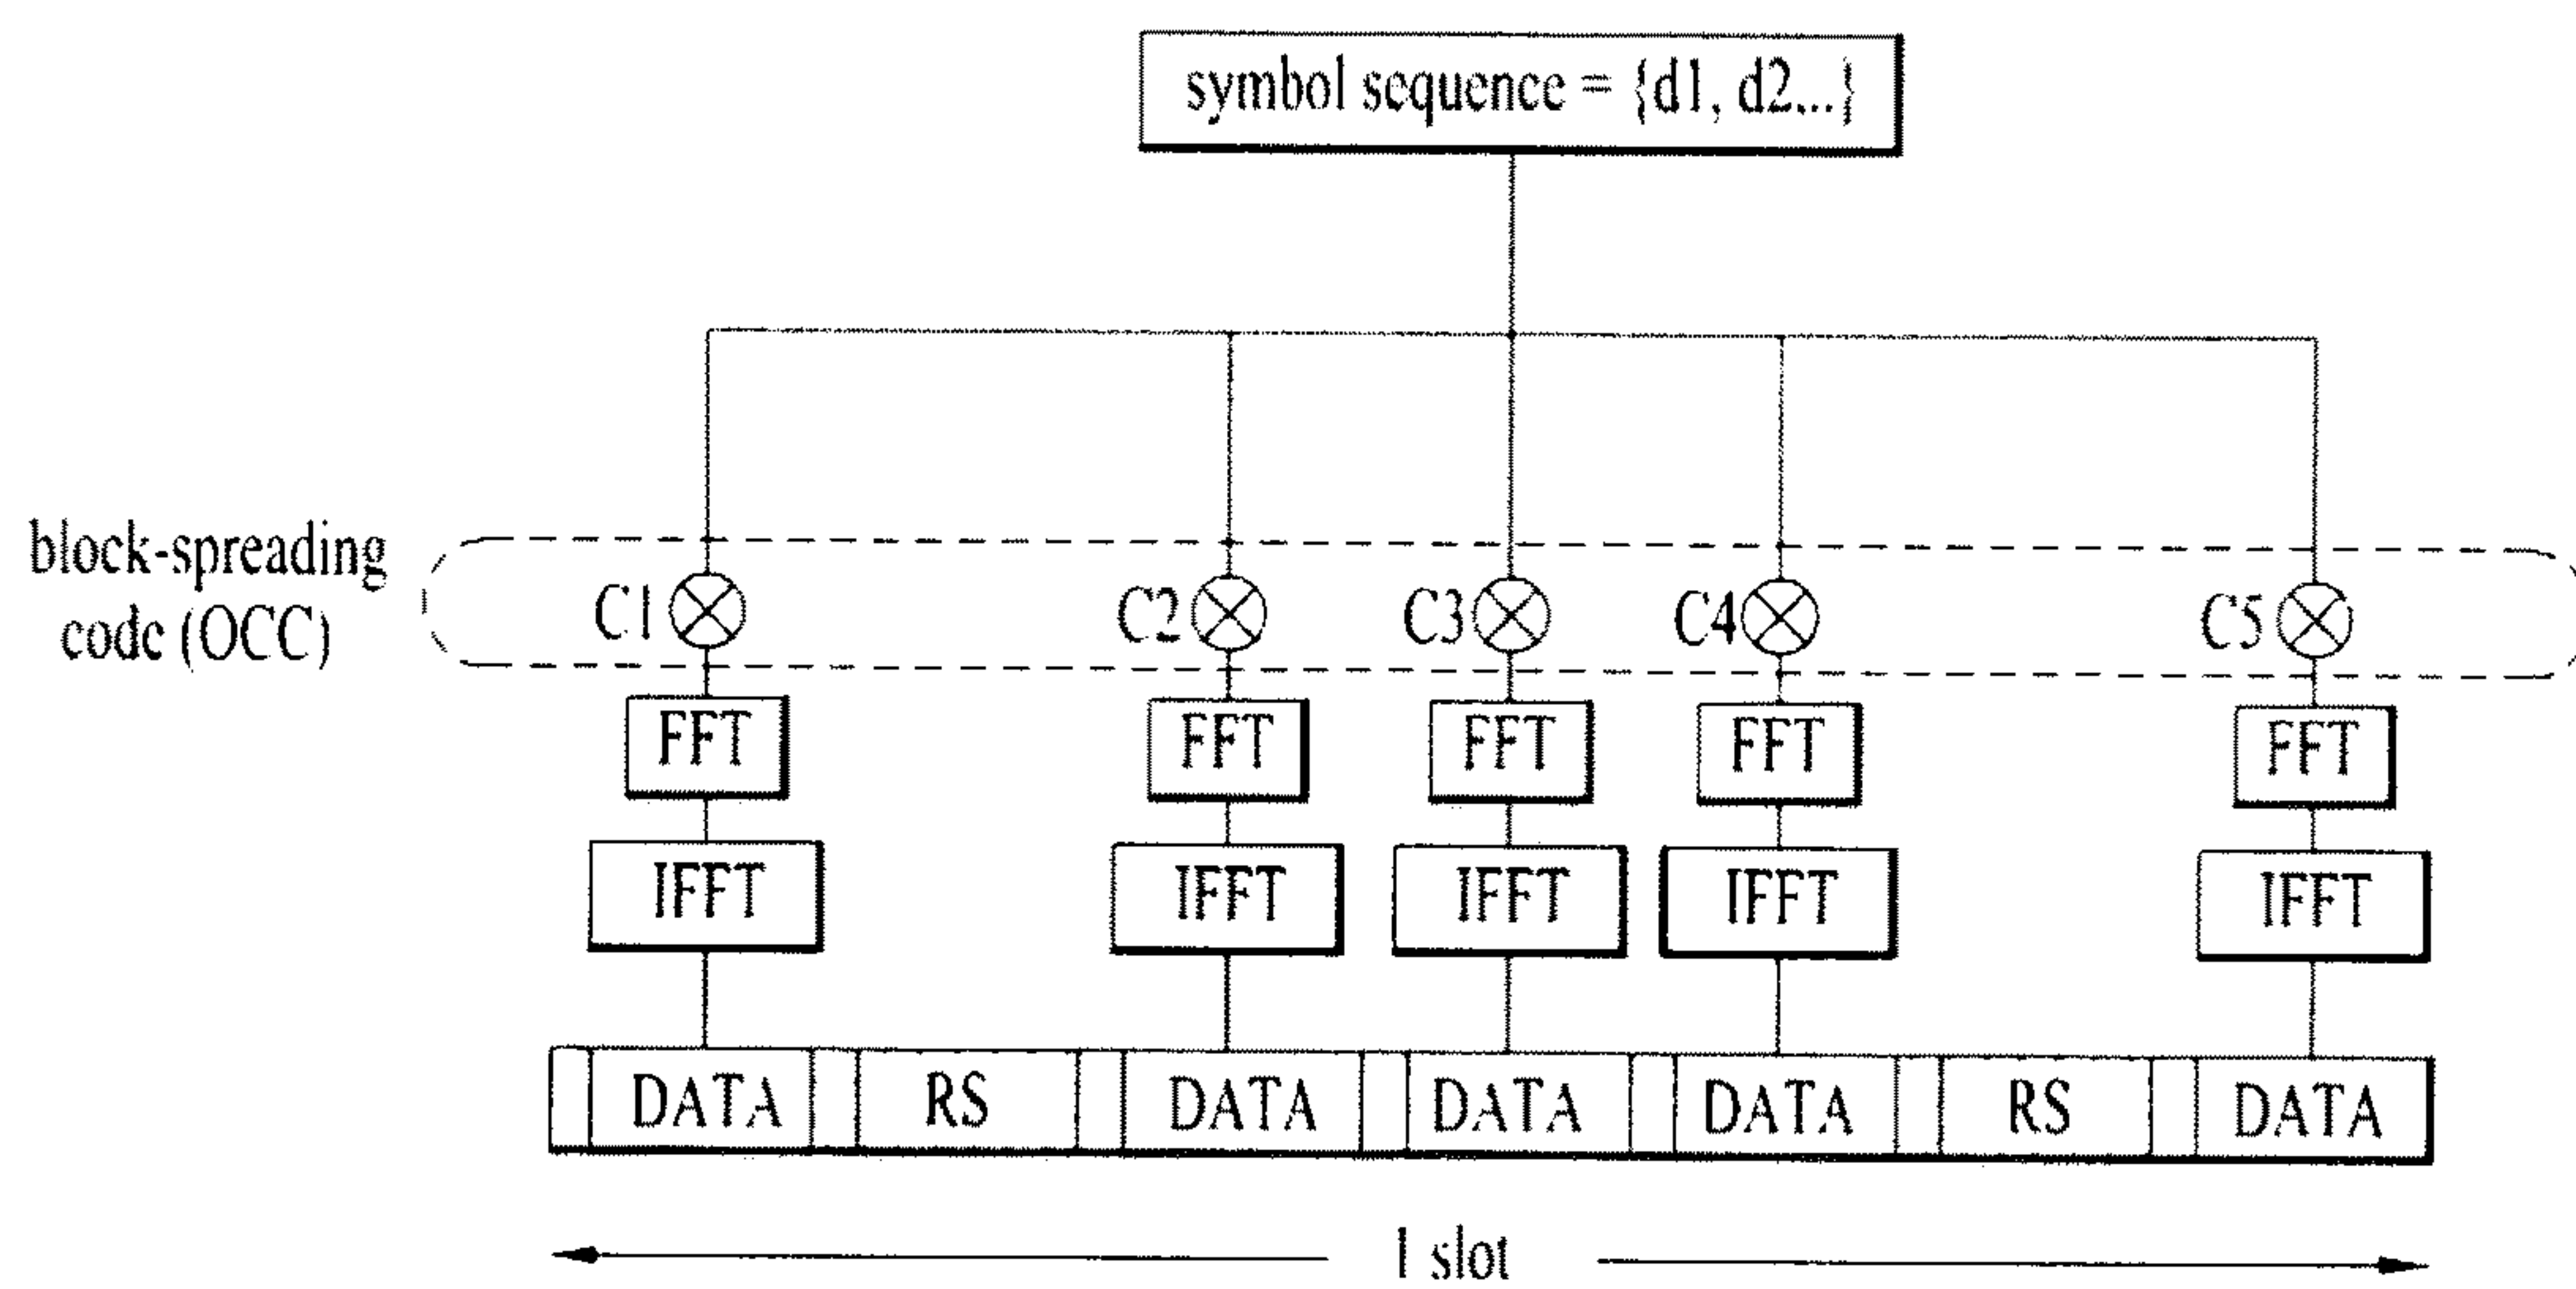 symbol sequence = {d1, d2...}
block-spreading
code (OCC)
C1 C2 C3 C4 C5
FFT FFT FFT FFT FFT
IFFT IFFT IFFT IFFT IFFT
DATA RS DATA DATA DATA RS DATA
1 slot